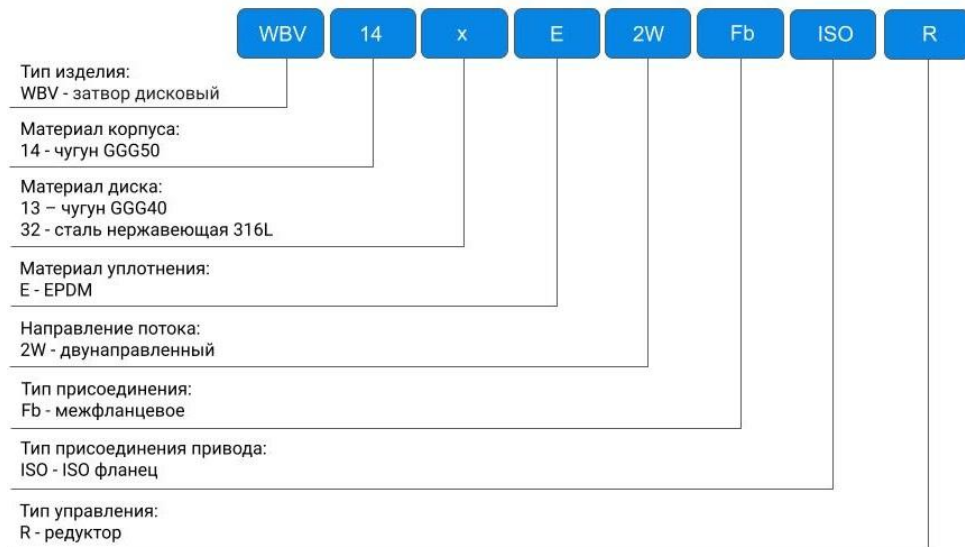 WBV 14 x E 2W Fb ISO R
Тип изделия:
WBV - затвор дисковый
Материал корпуса:
14 - чугун GGG50
Материал диска:
13 – чугун GGG40
32 - сталь нержавеющая 316L
Материал уплотнения:
E - EPDM
Направление потока:
2W - двунаправленный
Тип присоединения:
Fb - межфланцевое
Тип присоединения привода:
ISO - ISO фланец
Тип управления:
R - редуктор